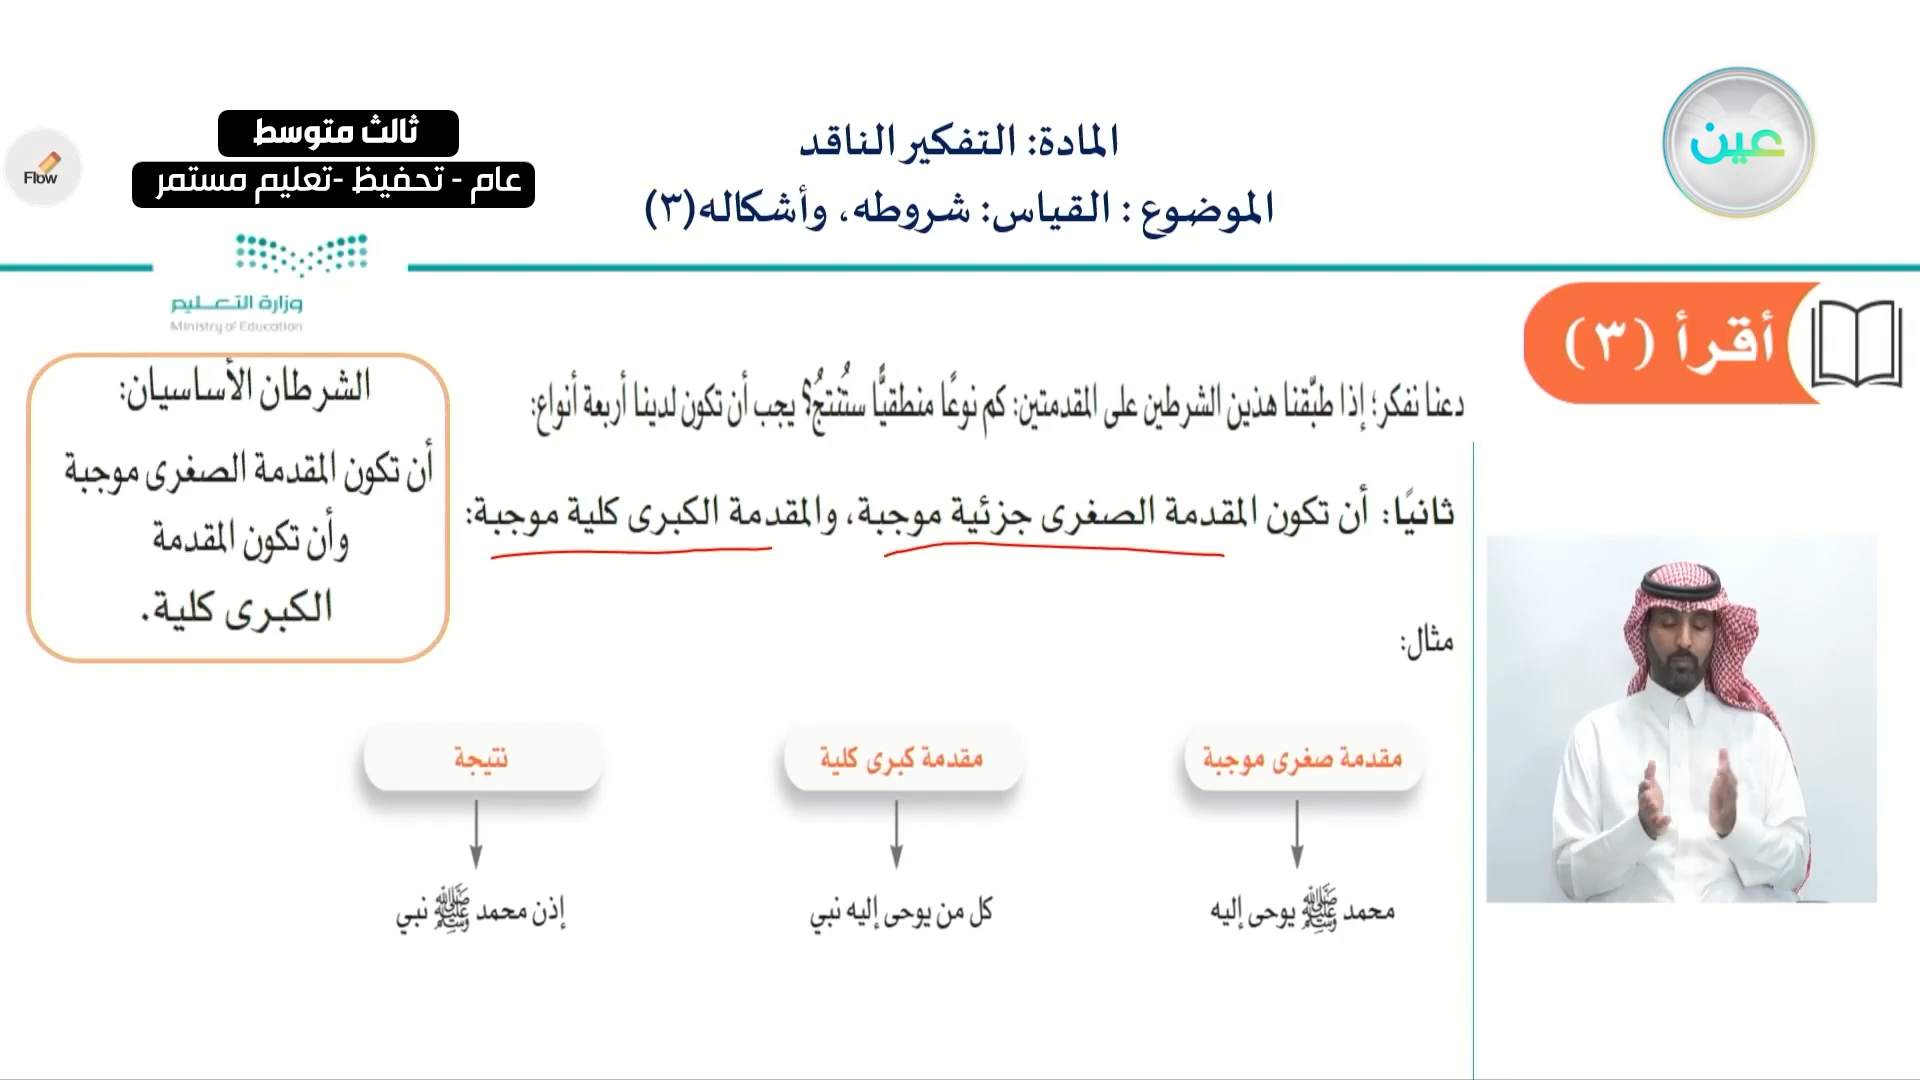 عين
المادة: التفكير الناقد
الموضوع : القياس: شروطه، وأشكاله(٣)
ثالث متوسط
عام - تحفيظ -تعليم مستمر
Flow
وزارة التعليم
Ministry of Education
أقرأ (٣)
دعنا نفكر؛ إذا طبَّقنا هذين الشرطين على المقدمتين: كم نوعًا منطقيًّا ستُنتجُ؟ يجب أن تكون لدينا أربعة أنواع:
ثانيًا: أن تكون المقدمة الصغرى جزئية موجبة، والمقدمة الكبرى كلية موجبة:
الشرطان الأساسيان:
أن تكون المقدمة الصغرى موجبة
وأن تكون المقدمة
الكبرى كلية.
مثال:
مقدمة صغرى موجبة
مقدمة كبرى كلية
نتيجة
محمد ﷺ يوحى إليه
كل من يوحى إليه نبي
إذن محمد ﷺ نبي